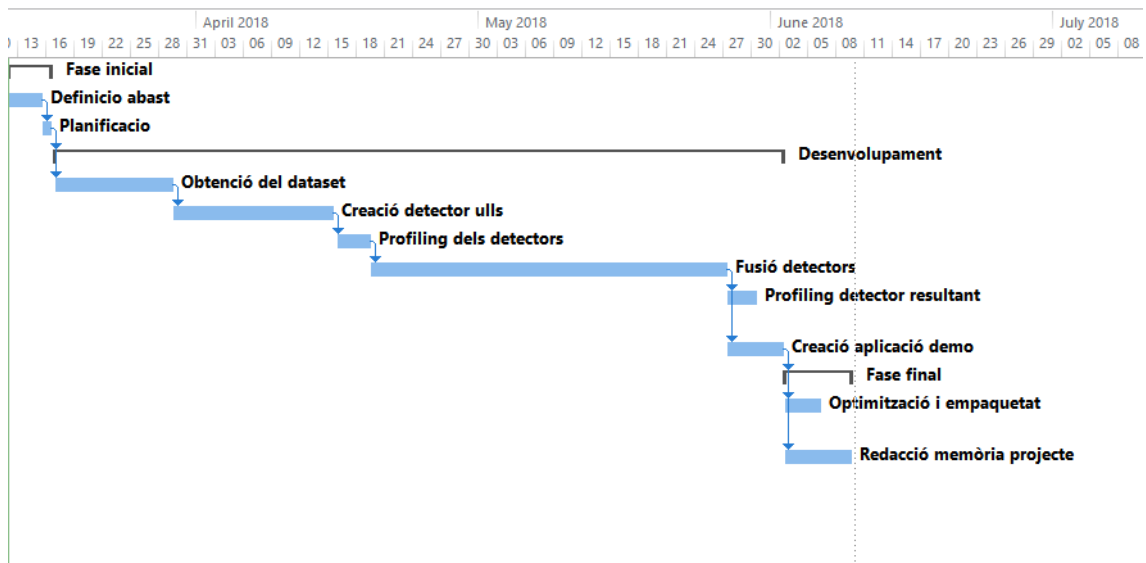 April 2018 May 2018 June 2018 July 2018
13 16 19 22 25 28 31 03 06 09 12 15 18 21 24 27 30 03 06 09 12 15 18 21 24 27 30 02 05 08 11 14 17 20 23 26 29 02 05 08
Fase inicial
Definicio abast
Planificacio
Desenvolupament
Obtenció del dataset
Creació detector ulls
Profiling dels detectors
Fusió detectors
Profiling detector resultant
Creació aplicació demo
Fase final
Optimització i empaquetat
Redacció memòria projecte